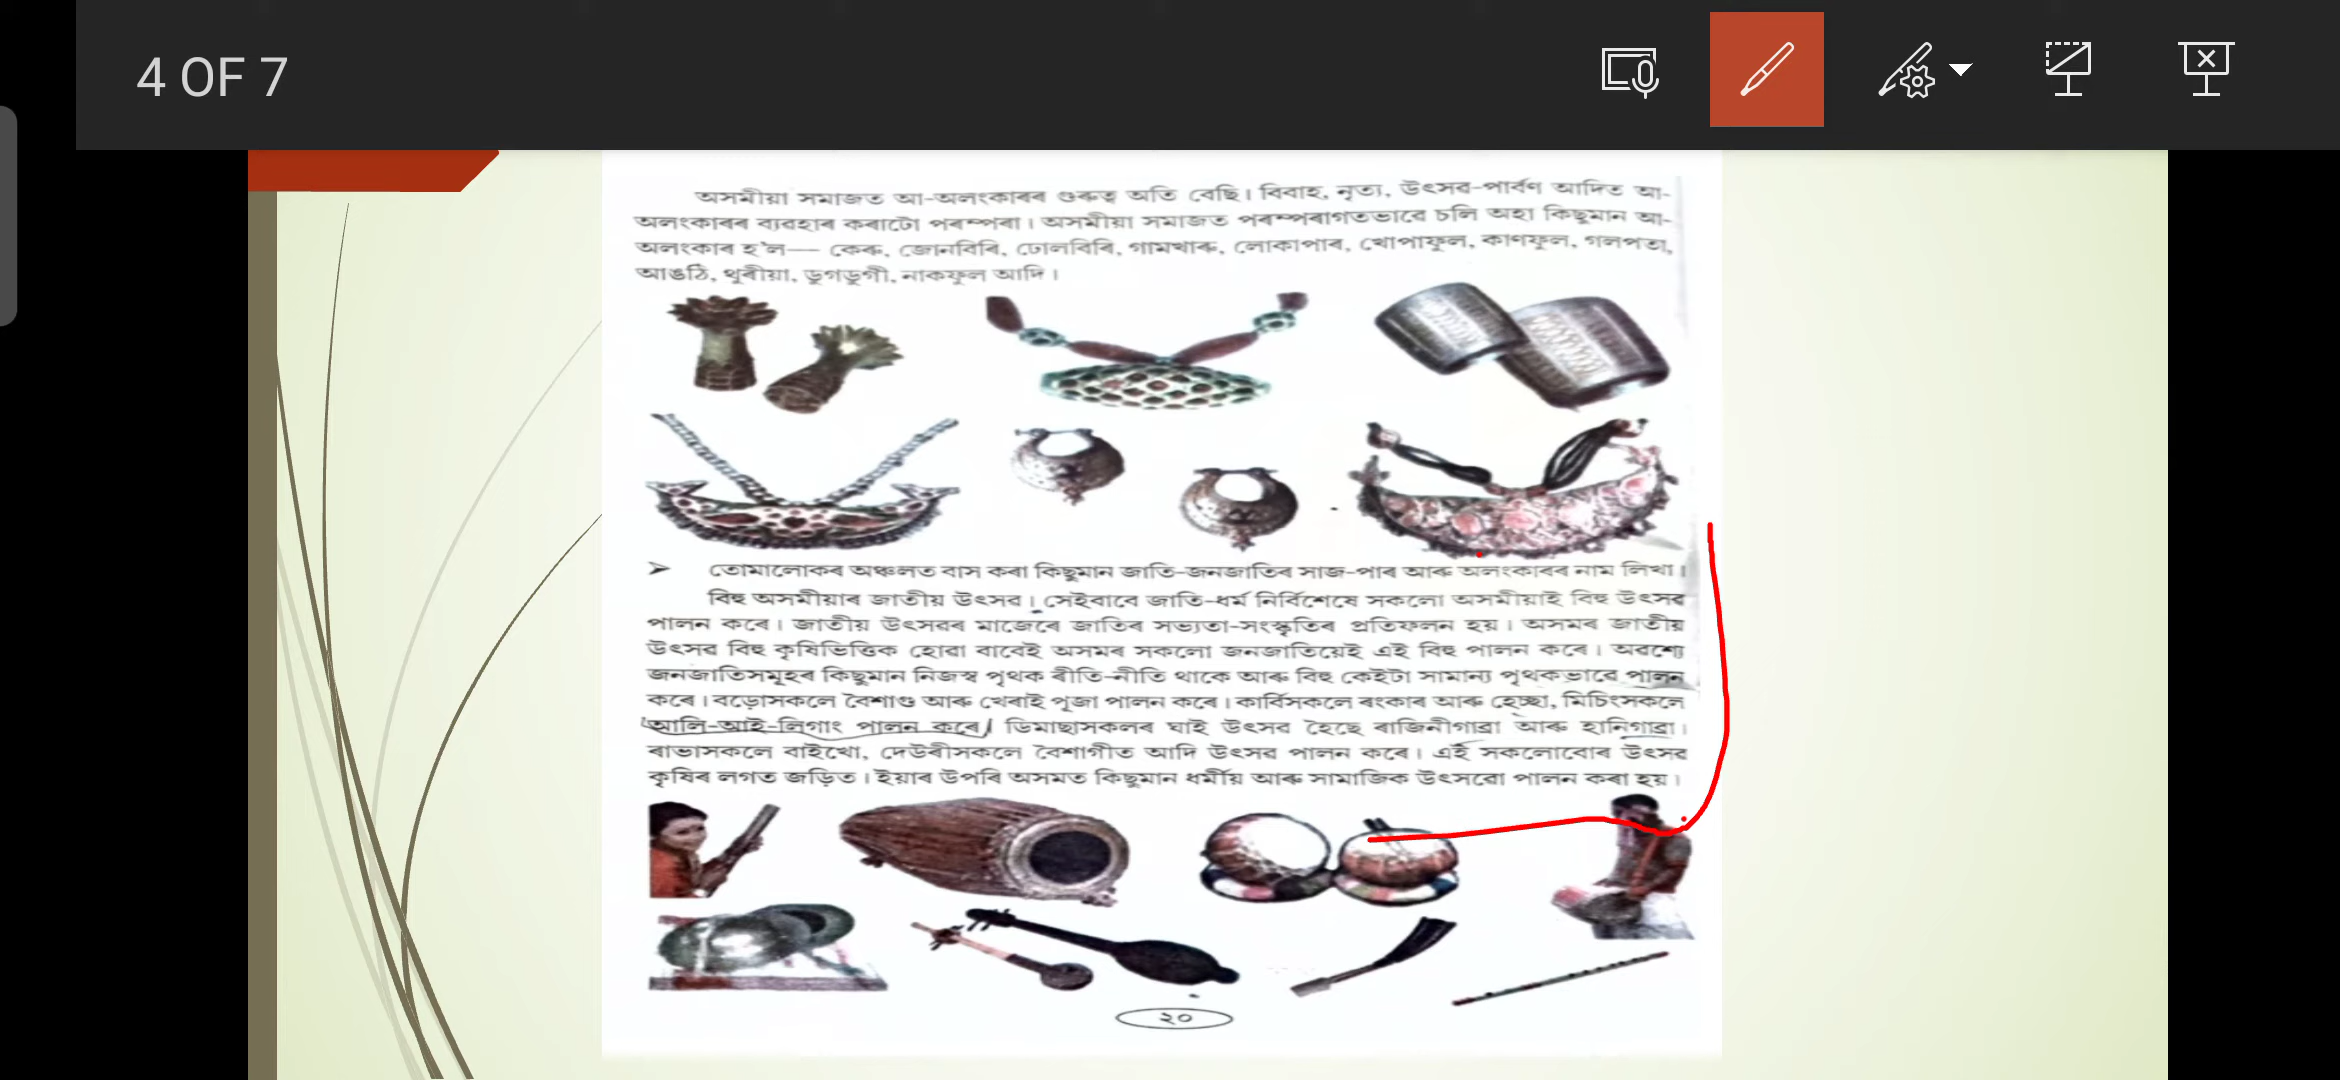 4 OF 7
অসমীয়া সমাজত আ-অলংকাৰৰ গুৰুত্ব অতি বেছি। বিবাহ, নৃত্য, উৎসৱ-পাৰ্বণ আদিত আ-
অলংকাৰৰ ব্যৱহাৰ কৰাটো পৰম্পৰা। অসমীয়া সমাজত পৰম্পৰাগতভাৱে চলি অহা কিছুমান আ-
অলংকাৰ হ'ল— কেৰু, জোনবিৰি, ঢোলবিৰি, গামখাৰু, লোকাপাৰ, খোপাফুল, কাণফুল, গলপতা,
আঙঠি, থুৰীয়া, ডুগডুগী, নাকফুল আদি।
➤ তোমালোকৰ অঞ্চলত বাস কৰা কিছুমান জাতি-জনজাতিৰ সাজ-পাৰ আৰু অলংকাৰৰ নাম লিখা।
বিহু অসমীয়াৰ জাতীয় উৎসৱ। সেইবাবে জাতি-ধৰ্ম নিৰ্বিশেষে সকলো অসমীয়াই বিহু উৎসৱ
পালন কৰে। জাতীয় উৎসৱৰ মাজেৰে জাতিৰ সভ্যতা-সংস্কৃতিৰ প্ৰতিফলন হয়। অসমৰ জাতীয়
উৎসৱ বিহু কৃষিভিত্তিক হোৱা বাবেই অসমৰ সকলো জনজাতিয়েই এই বিহু পালন কৰে। অৱশ্যে
জনজাতিসমূহৰ কিছুমান নিজস্ব পৃথক ৰীতি-নীতি থাকে আৰু বিহু কেইটা সামান্য পৃথকভাৱে পালন
কৰে। বড়োসকলে বৈশাগু আৰু খেৰাই পূজা পালন কৰে। কাৰ্বিসকলে ৰংকাৰ আৰু হেচ্ছা, মিচিংসকলে
আলি-আই-লিগাং পালন কৰে। ডিমাছাসকলৰ ঘাই উৎসৱ হৈছে ৰাজিনীগাব্ৰা আৰু হানিগাব্ৰা।
ৰাভাসকলে বাইখো, দেউৰীসকলে বৈশাগীত আদি উৎসৱ পালন কৰে। এই সকলোবোৰ উৎসৱ
কৃষিৰ লগত জড়িত। ইয়াৰ উপৰি অসমত কিছুমান ধৰ্মীয় আৰু সামাজিক উৎসৱো পালন কৰা হয়।
২০